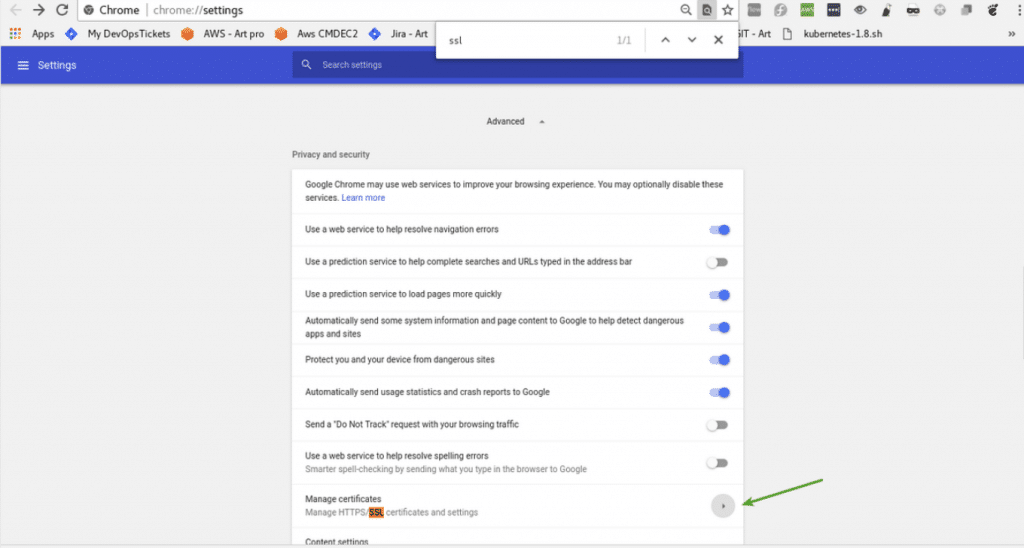 Chrome chrome://settings
Apps My DevOpsTickets AWS - Art pro Aws CMDEC2 Jira - Art GIT - Art kubernetes-1.8.sh »
ssl 1/1
Settings Search settings
Advanced
Privacy and security
Google Chrome may use web services to improve your browsing experience. You may optionally disable these
services. Learn more
Use a web service to help resolve navigation errors
Use a prediction service to help complete searches and URLs typed in the address bar
Use a prediction service to load pages more quickly
Automatically send some system information and page content to Google to help detect dangerous
apps and sites
Protect you and your device from dangerous sites
Automatically send usage statistics and crash reports to Google
Send a "Do Not Track" request with your browsing traffic
Use a web service to help resolve spelling errors
Smarter spell-checking by sending what you type in the browser to Google
Manage certificates
Manage HTTPS/SSL certificates and settings
Content settings